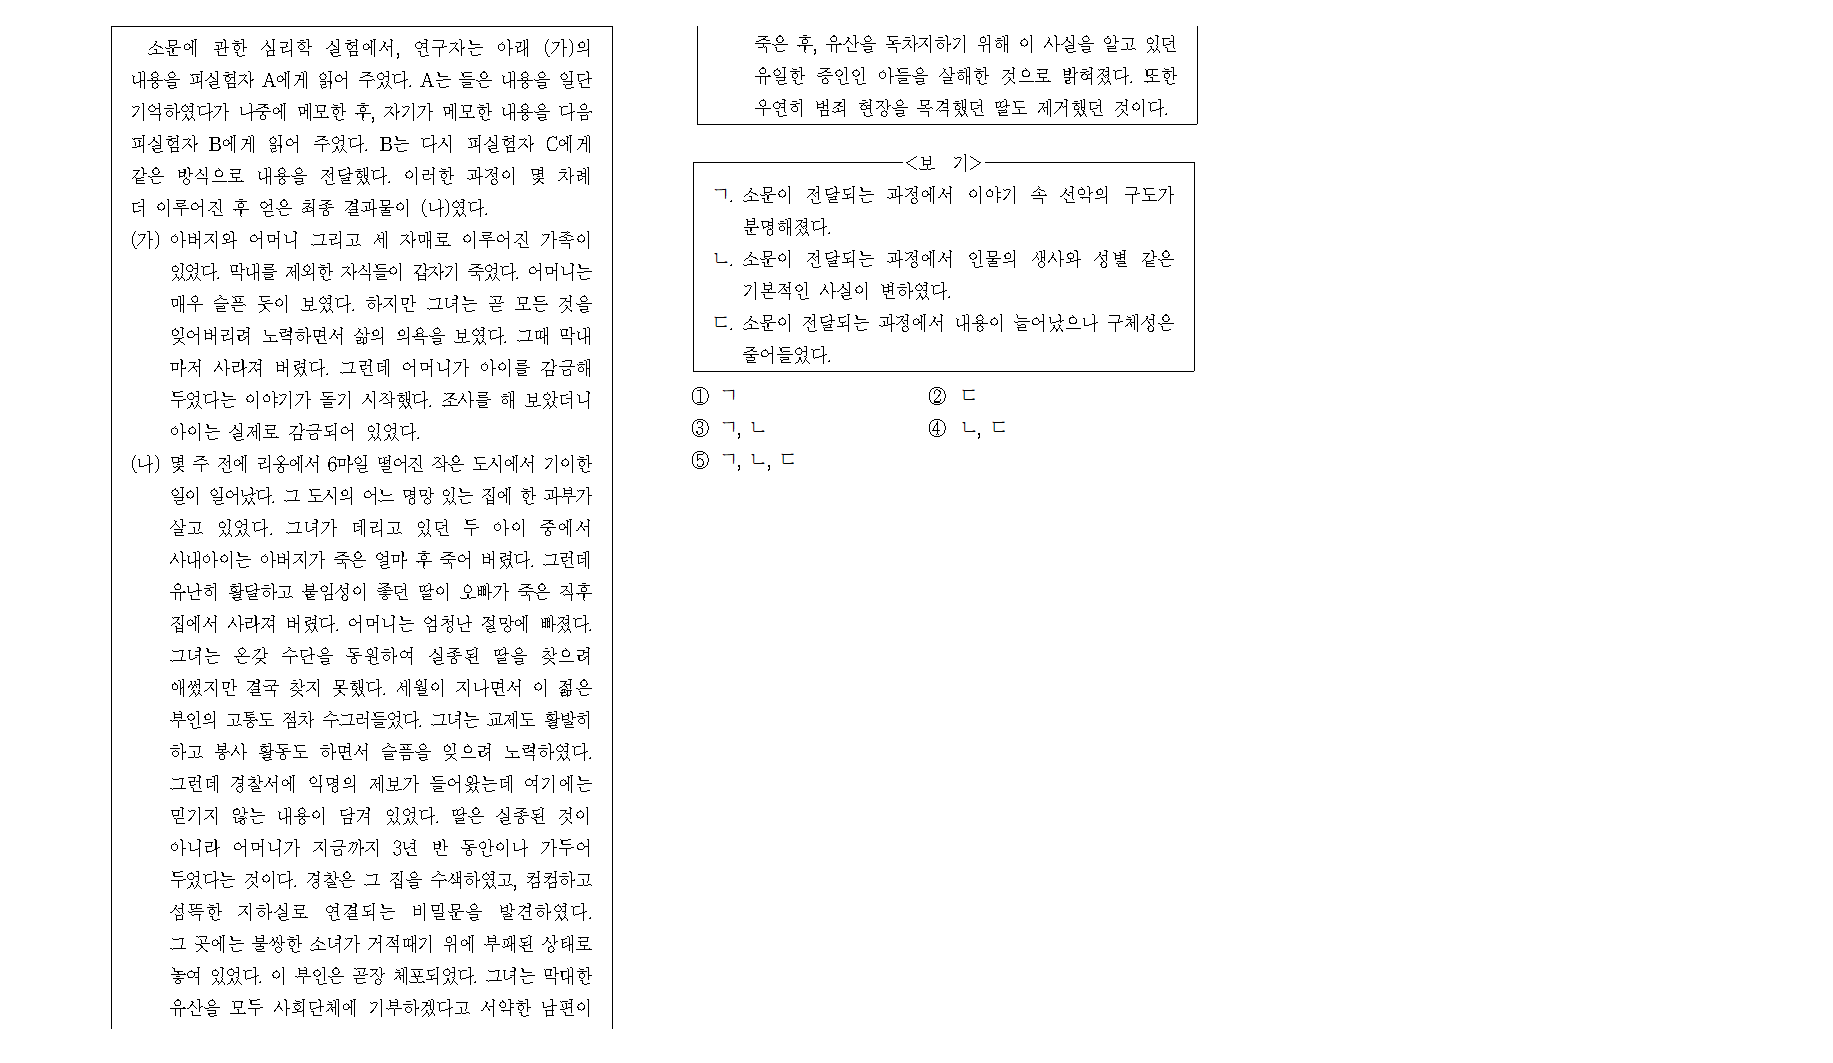 소문에 관한 심리학 실험에서, 연구자는 아래 (가)의
내용을 피실험자 A에게 읽어 주었다. A는 들은 내용을 일단
기억하였다가 나중에 메모한 후, 자기가 메모한 내용을 다음
피실험자 B에게 읽어 주었다. B는 다시 피실험자 C에게
같은 방식으로 내용을 전달했다. 이러한 과정이 몇 차례
더 이루어진 후 얻은 최종 결과물이 (나)였다.
(가) 아버지와 어머니 그리고 세 자매로 이루어진 가족이
있었다. 막내를 제외한 자식들이 갑자기 죽었다. 어머니는
매우 슬픈 듯이 보였다. 하지만 그녀는 곧 모든 것을
잊어버리려 노력하면서 삶의 의욕을 보였다. 그때 막내
마저 사라져 버렸다. 그런데 어머니가 아이를 감금해
두었다는 이야기가 돌기 시작했다. 조사를 해 보았더니
아이는 실제로 감금되어 있었다.
(나) 몇 주 전에 리옹에서 6마일 떨어진 작은 도시에서 기이한
일이 일어났다. 그 도시의 어느 명망 있는 집에 한 과부가
살고 있었다. 그녀가 데리고 있던 두 아이 중에서
사내아이는 아버지가 죽은 얼마 후 죽어 버렸다. 그런데
유난히 활달하고 붙임성이 좋던 딸이 오빠가 죽은 직후
집에서 사라져 버렸다. 어머니는 엄청난 절망에 빠졌다.
그녀는 온갖 수단을 동원하여 실종된 딸을 찾으려
애썼지만 결국 찾지 못했다. 세월이 지나면서 이 젊은
부인의 고통도 점차 수그러들었다. 그녀는 교제도 활발히
하고 봉사 활동도 하면서 슬픔을 잊으려 노력하였다.
그런데 경찰서에 익명의 제보가 들어왔는데 여기에는
믿기지 않는 내용이 담겨 있었다. 딸은 실종된 것이
아니라 어머니가 지금까지 3년 반 동안이나 가두어
두었다는 것이다. 경찰은 그 집을 수색하였고, 컴컴하고
섬뜩한 지하실로 연결되는 비밀문을 발견하였다.
그 곳에는 불쌍한 소녀가 거적때기 위에 부패된 상태로
놓여 있었다. 이 부인은 곧장 체포되었다. 그녀는 막대한
유산을 모두 사회단체에 기부하겠다고 서약한 남편이
죽은 후, 유산을 독차지하기 위해 이 사실을 알고 있던
유일한 증인인 아들을 살해한 것으로 밝혀졌다. 또한
우연히 범죄 현장을 목격했던 딸도 제거했던 것이다.
<보 기>
ㄱ. 소문이 전달되는 과정에서 이야기 속 선악의 구도가
분명해졌다.
ㄴ. 소문이 전달되는 과정에서 인물의 생사와 성별 같은
기본적인 사실이 변하였다.
ㄷ. 소문이 전달되는 과정에서 내용이 늘어났으나 구체성은
줄어들었다.
① ㄱ ② ㄷ
③ ㄱ, ㄴ ④ ㄴ, ㄷ
⑤ ㄱ, ㄴ, ㄷ